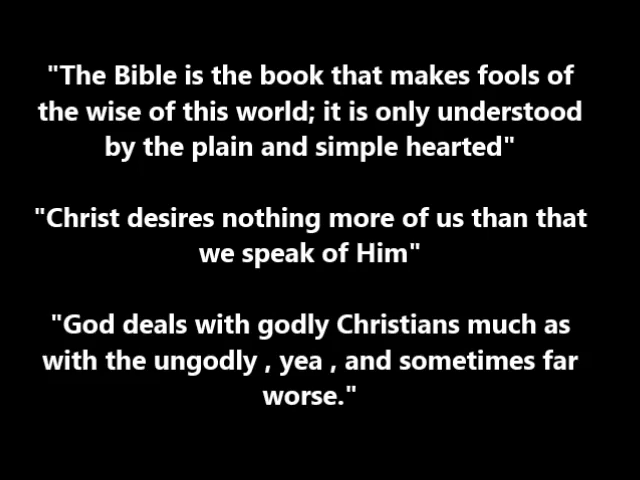 "The Bible is the book that makes fools of
the wise of this world; it is only understood
by the plain and simple hearted"
"Christ desires nothing more of us than that
we speak of Him"
"God deals with godly Christians much as
with the ungodly , yea , and sometimes far
worse."